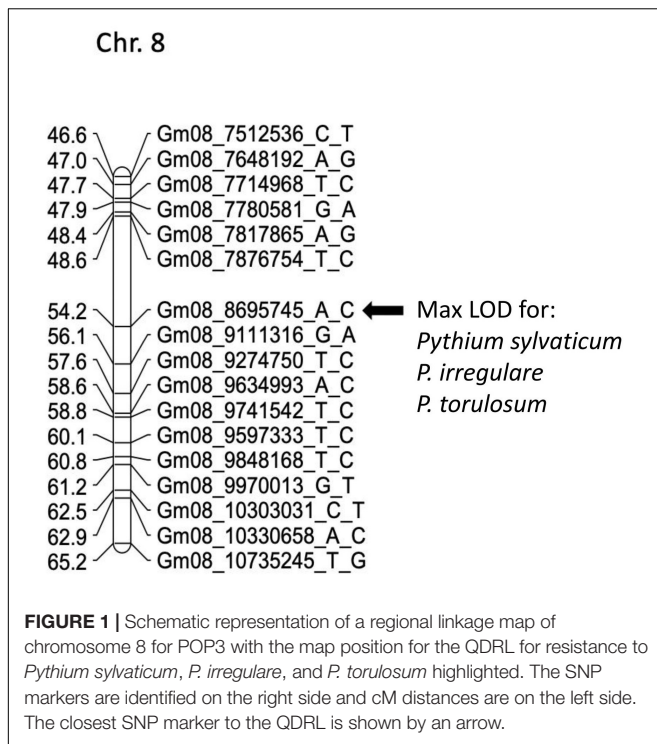 Chr. 8
46.6 Gm08_7512536_C_T
47.0 Gm08_7648192_A_G
47.7 Gm08_7714968_T_C
47.9 Gm08_7780581_G_A
48.4 Gm08_7817865_A_G
48.6 Gm08_7876754_T_C
54.2 Gm08_8695745_A_C Max LOD for:
56.1 Gm08_9111316_G_A Pythium sylvaticum
57.6 Gm08_9274750_T_C P. irregulare
58.6 Gm08_9634993_A_C P. torulosum
58.8 Gm08_9741542_T_C
60.1 Gm08_9597333_T_C
60.8 Gm08_9848168_T_C
61.2 Gm08_9970013_G_T
62.5 Gm08_10303031_C_T
62.9 Gm08_10330658_A_C
65.2 Gm08_10735245_T_G
FIGURE 1 | Schematic representation of a regional linkage map of
chromosome 8 for POP3 with the map position for the QDRL for resistance to
Pythium sylvaticum, P. irregulare, and P. torulosum highlighted. The SNP
markers are identified on the right side and cM distances are on the left side.
The closest SNP marker to the QDRL is shown by an arrow.